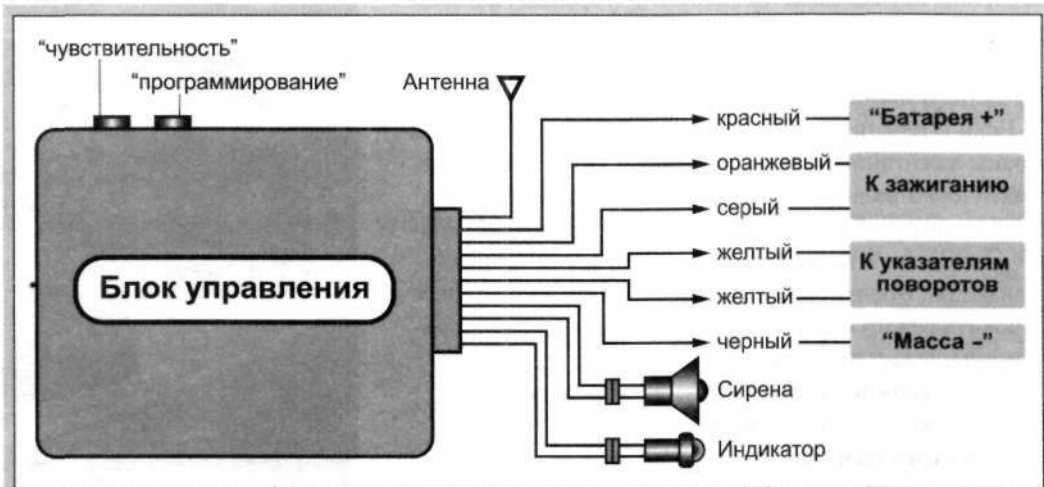 “чувствительность”
“программирование”
Антенна
красный
“Батарея +”
оранжевый
К зажиганию
серый
желтый
К указателям
поворотов
желтый
черный
“Масса –”
Блок управления
Сирена
Индикатор